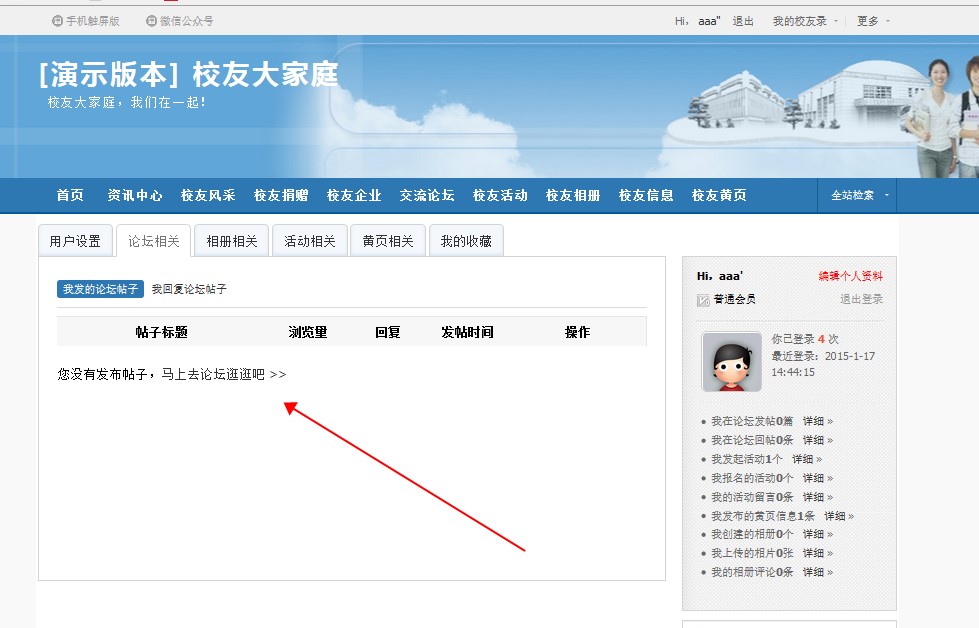 手机触屏版 微信公众号 Hi, aaa" 退出 我的校友录 更多
[演示版本] 校友大家庭
校友大家庭，我们在一起！
首页 资讯中心 校友风采 校友捐赠 校友企业 交流论坛 校友活动 校友相册 校友信息 校友黄页 全站检索
用户设置 论坛相关 相册相关 活动相关 黄页相关 我的收藏
我发的论坛帖子 我回复论坛帖子
帖子标题 浏览量 回复 发帖时间 操作
您没有发布帖子，马上去论坛逛逛吧 >>
Hi，aaa' 编辑个人资料
普通会员 退出登录
你已登录 4 次
最近登录：2015-1-17
14:44:15
• 我在论坛发帖0篇 详细 »
• 我在论坛回帖0条 详细 »
• 我发起活动1个 详细 »
• 我报名的活动0个 详细 »
• 我的活动留言0条 详细 »
• 我发布的黄页信息1条 详细 »
• 我创建的相册0个 详细 »
• 我上传的相片0张 详细 »
• 我的相册评论0条 详细 »